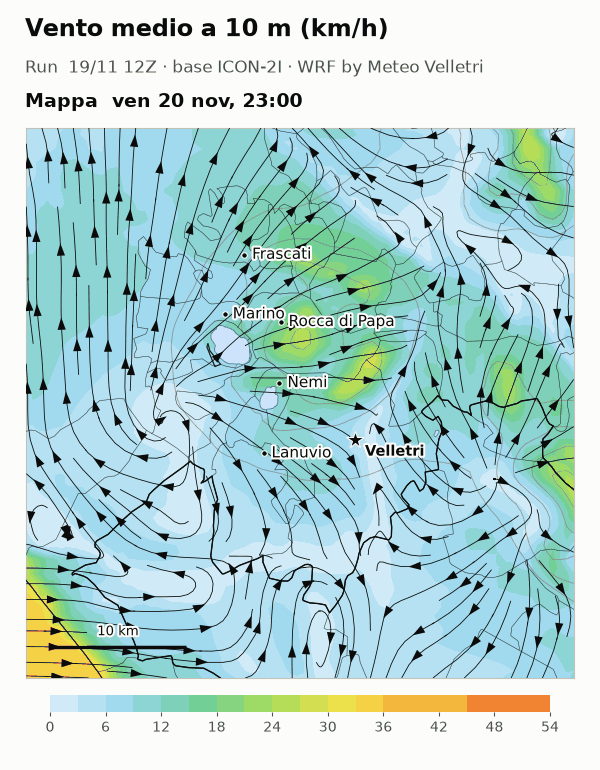 Vento medio a 10 m (km/h)
Run  19/11 12Z · base ICON-2I · WRF by Meteo Velletri
Mappa  ven 20 nov, 23:00
Frascati
Marino
Rocca di Papa
Nemi
Velletri
Lanuvio
10 km
0 6 12 18 24 30 36 42 48 54